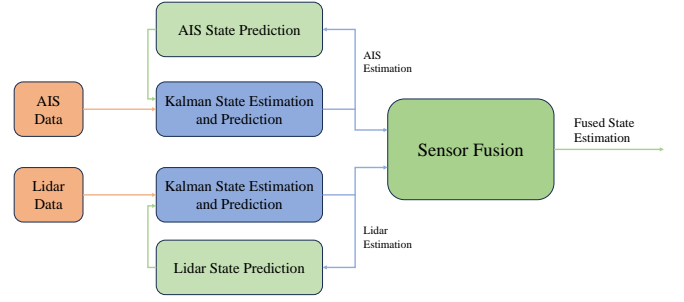 AIS State Prediction
AIS
Estimation
AIS
Data
Kalman State Estimation
and Prediction
Sensor Fusion
Fused State
Estimation
Lidar
Data
Kalman State Estimation
and Prediction
Lidar
Estimation
Lidar State Prediction